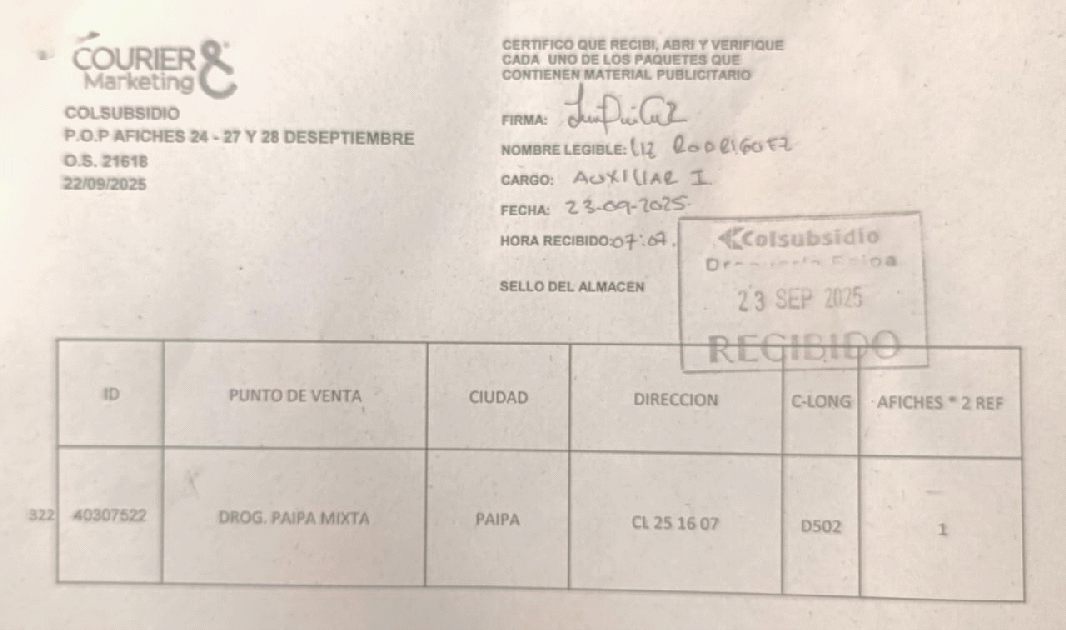 COURIER &
Marketing
COLSUBSIDIO
P.O.P AFICHES 24 - 27 Y 28 DESEPTIEMBRE
O.S. 21618
22/09/2025
CERTIFICO QUE RECIBI, ABRI Y VERIFIQUE
CADA UNO DE LOS PAQUETES QUE
CONTIENEN MATERIAL PUBLICITARIO
FIRMA:
NOMBRE LEGIBLE: LIZ RODRIGUEZ
CARGO: AUXILIAR I
FECHA: 23-09-2025
HORA RECIBIDO: 07:07.
SELLO DEL ALMACEN
Colsubsidio
23 SEP 2025
RECIBIDO
ID PUNTO DE VENTA CIUDAD DIRECCION C-LONG AFICHES * 2 REF
322 40307522 DROG. PAIPA MIXTA PAIPA CL 25 16 07 D502 1